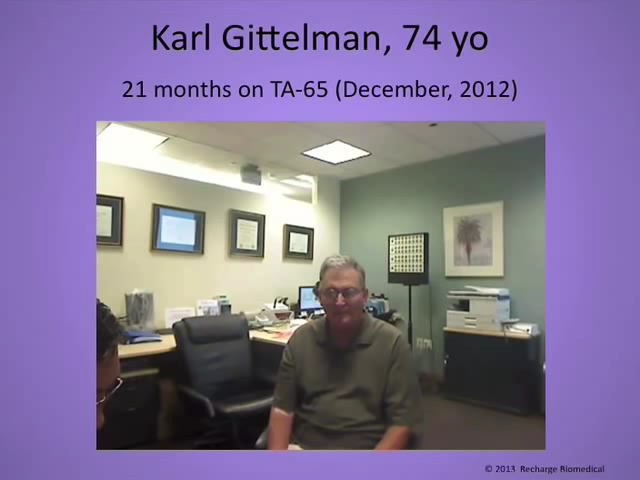 Karl Gittelman, 74 yo
21 months on TA-65 (December, 2012)
© 2013 Recharge Biomedical